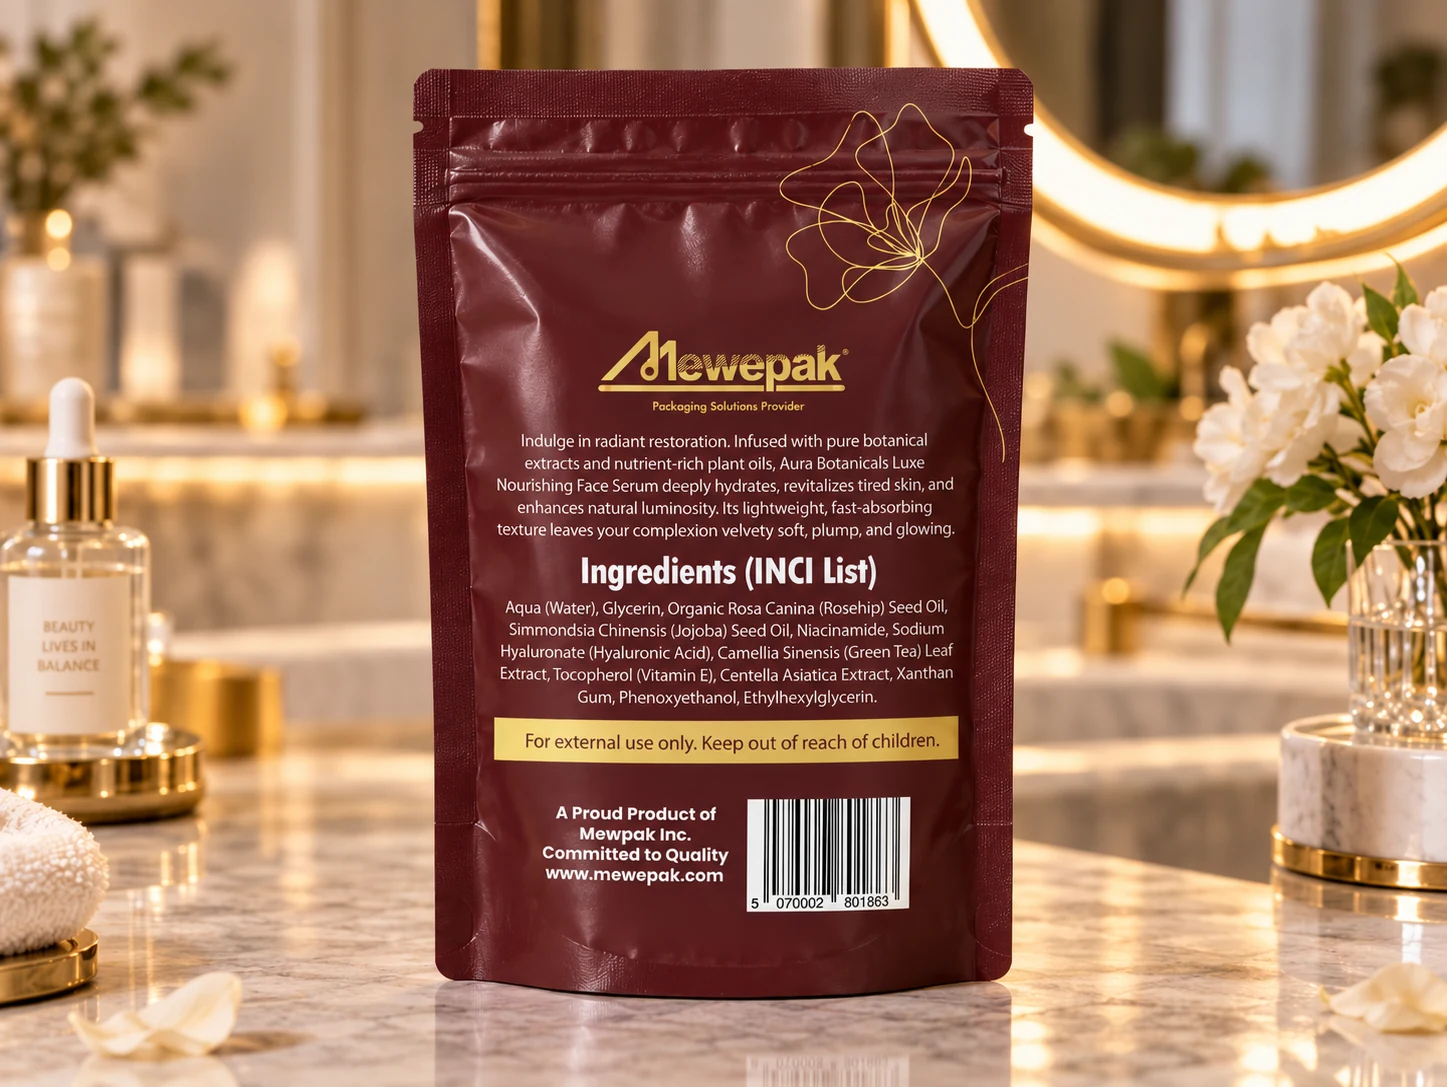 Mewepak®
Packaging Solutions Provider
Indulge in radiant restoration. Infused with pure botanical
extracts and nutrient-rich plant oils, Aura Botanicals Luxe
Nourishing Face Serum deeply hydrates, revitalizes tired skin, and
enhances natural luminosity. Its lightweight, fast-absorbing
texture leaves your complexion velvety soft, plump, and glowing.
Ingredients (INCI List)
Aqua (Water), Glycerin, Organic Rosa Canina (Rosehip) Seed Oil,
Simmondsia Chinensis (Jojoba) Seed Oil, Niacinamide, Sodium
Hyaluronate (Hyaluronic Acid), Camellia Sinensis (Green Tea) Leaf
Extract, Tocopherol (Vitamin E), Centella Asiatica Extract, Xanthan
Gum, Phenoxyethanol, Ethylhexylglycerin.
For external use only. Keep out of reach of children.
A Proud Product of
Mewpak Inc.
Committed to Quality
www.mewepak.com
5 070002 801863
BEAUTY
LIVES IN
BALANCE